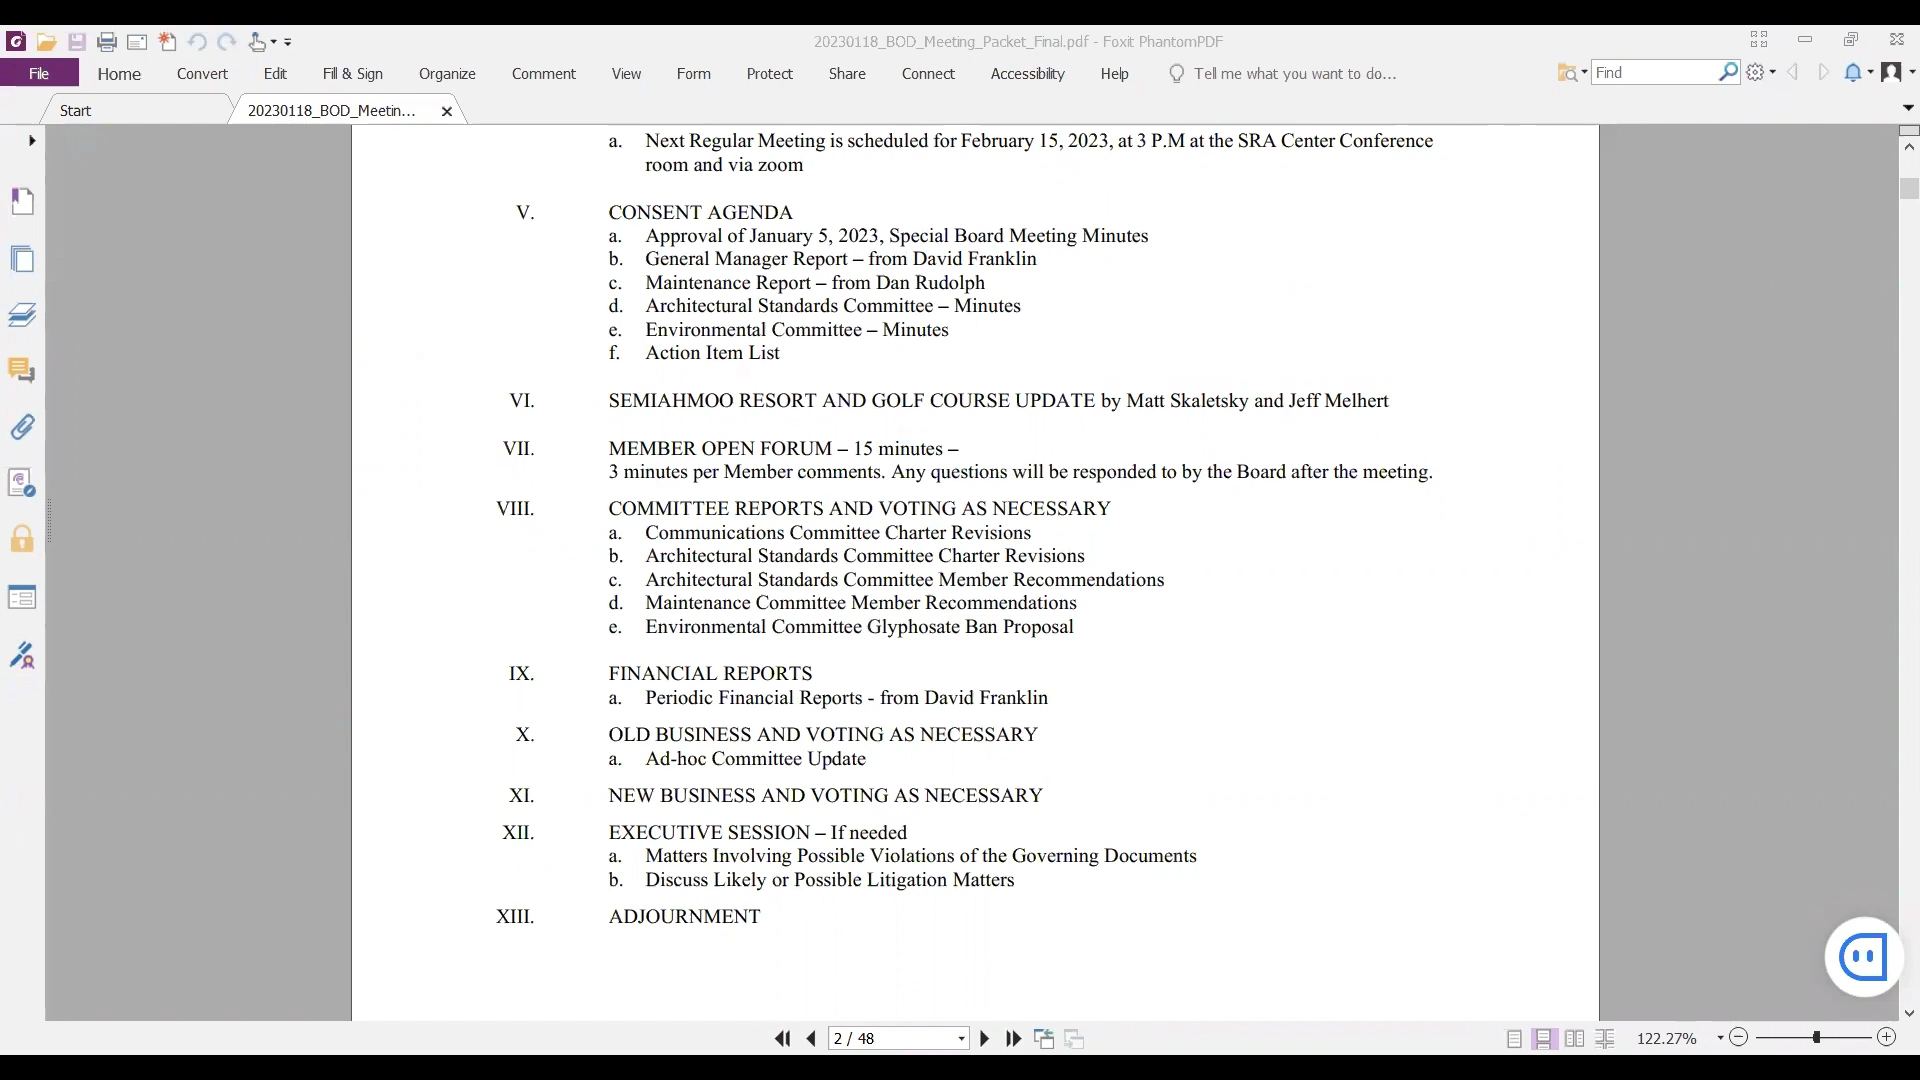 20230118_BOD_Meeting_Packet_Final.pdf - Foxit PhantomPDF
File Home Convert Edit Fill & Sign Organize Comment View Form Protect Share Connect Accessibility Help Tell me what you want to do... Find
Start 20230118_BOD_Meetin...
a. Next Regular Meeting is scheduled for February 15, 2023, at 3 P.M at the SRA Center Conference
room and via zoom
V. CONSENT AGENDA
a. Approval of January 5, 2023, Special Board Meeting Minutes
b. General Manager Report – from David Franklin
c. Maintenance Report – from Dan Rudolph
d. Architectural Standards Committee – Minutes
e. Environmental Committee – Minutes
f. Action Item List
VI. SEMIAHMOO RESORT AND GOLF COURSE UPDATE by Matt Skaletsky and Jeff Melhert
VII. MEMBER OPEN FORUM – 15 minutes –
3 minutes per Member comments. Any questions will be responded to by the Board after the meeting.
VIII. COMMITTEE REPORTS AND VOTING AS NECESSARY
a. Communications Committee Charter Revisions
b. Architectural Standards Committee Charter Revisions
c. Architectural Standards Committee Member Recommendations
d. Maintenance Committee Member Recommendations
e. Environmental Committee Glyphosate Ban Proposal
IX. FINANCIAL REPORTS
a. Periodic Financial Reports - from David Franklin
X. OLD BUSINESS AND VOTING AS NECESSARY
a. Ad-hoc Committee Update
XI. NEW BUSINESS AND VOTING AS NECESSARY
XII. EXECUTIVE SESSION – If needed
a. Matters Involving Possible Violations of the Governing Documents
b. Discuss Likely or Possible Litigation Matters
XIII. ADJOURNMENT
2 / 48 122.27%